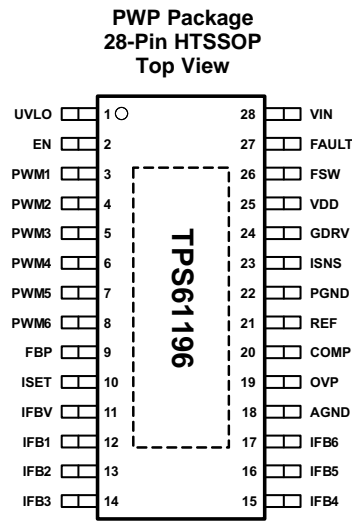 PWP Package
28-Pin HTSSOP
Top View
UVLO 1 28 VIN
EN 2 27 FAULT
PWM1 3 26 FSW
PWM2 4 25 VDD
PWM3 5 24 GDRV
PWM4 6 23 ISNS
PWM5 7 22 PGND
PWM6 8 21 REF
FBP 9 20 COMP
ISET 10 19 OVP
IFBV 11 18 AGND
IFB1 12 17 IFB6
IFB2 13 16 IFB5
IFB3 14 15 IFB4
TPS61196